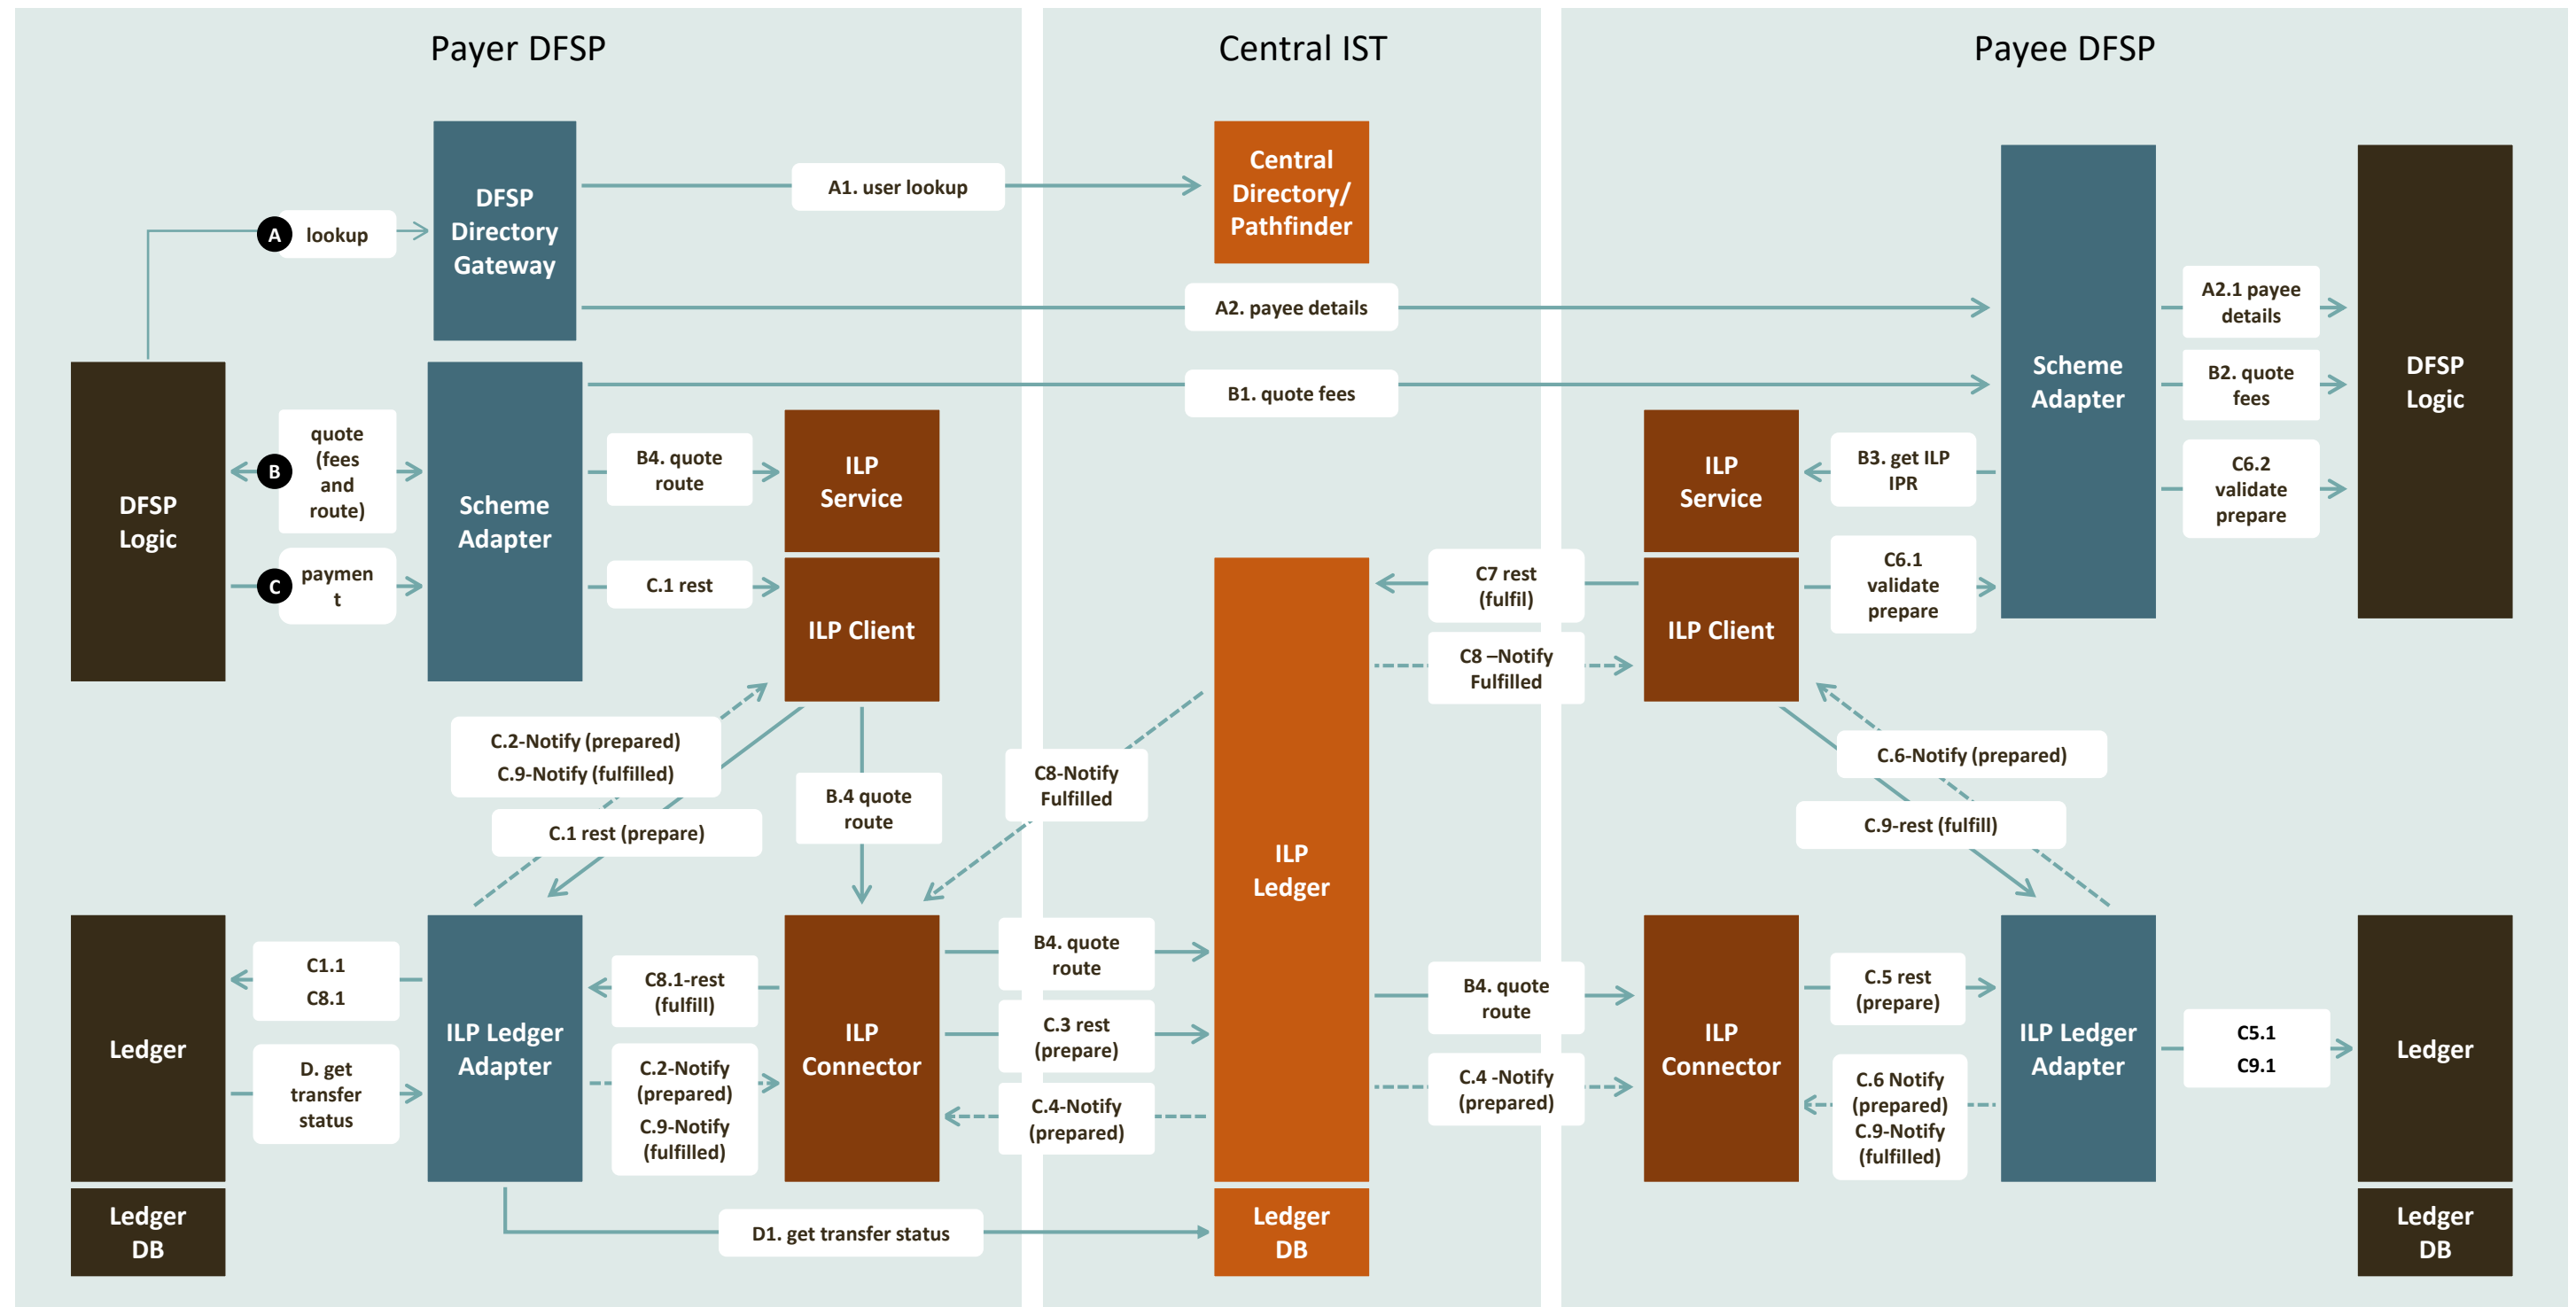 Payer DFSP
Central IST
Payee DFSP
DFSP
Directory
Gateway
A1. user lookup
Central
Directory/
Pathfinder
A
lookup
A2. payee details
Scheme
Adapter
A2.1 payee
details
DFSP
Logic
B1. quote fees
B2. quote
fees
DFSP
Logic
B
quote
(fees
and
route)
Scheme
Adapter
B4. quote
route
ILP
Service
ILP
Service
B3. get ILP
IPR
C6.2
validate
prepare
C
paymen
t
C.1 rest
ILP Client
C7 rest
(fulfil)
ILP Client
C6.1
validate
prepare
C8 –Notify
Fulfilled
C.2-Notify (prepared)
C.9-Notify (fulfilled)
C.1 rest (prepare)
B.4 quote
route
C8-Notify
Fulfilled
ILP
Ledger
C.6-Notify (prepared)
C.9-rest (fulfill)
Ledger
C1.1
C8.1
D. get
transfer
status
ILP Ledger
Adapter
C8.1-rest
(fulfill)
C.2-Notify
(prepared)
C.9-Notify
(fulfilled)
ILP
Connector
B4. quote
route
C.3 rest
(prepare)
C.4-Notify
(prepared)
B4. quote
route
C.4 -Notify
(prepared)
ILP
Connector
C.5 rest
(prepare)
C.6 Notify
(prepared)
C.9-Notify
(fulfilled)
ILP Ledger
Adapter
C5.1
C9.1
Ledger
Ledger
DB
D1. get transfer status
Ledger
DB
Ledger
DB